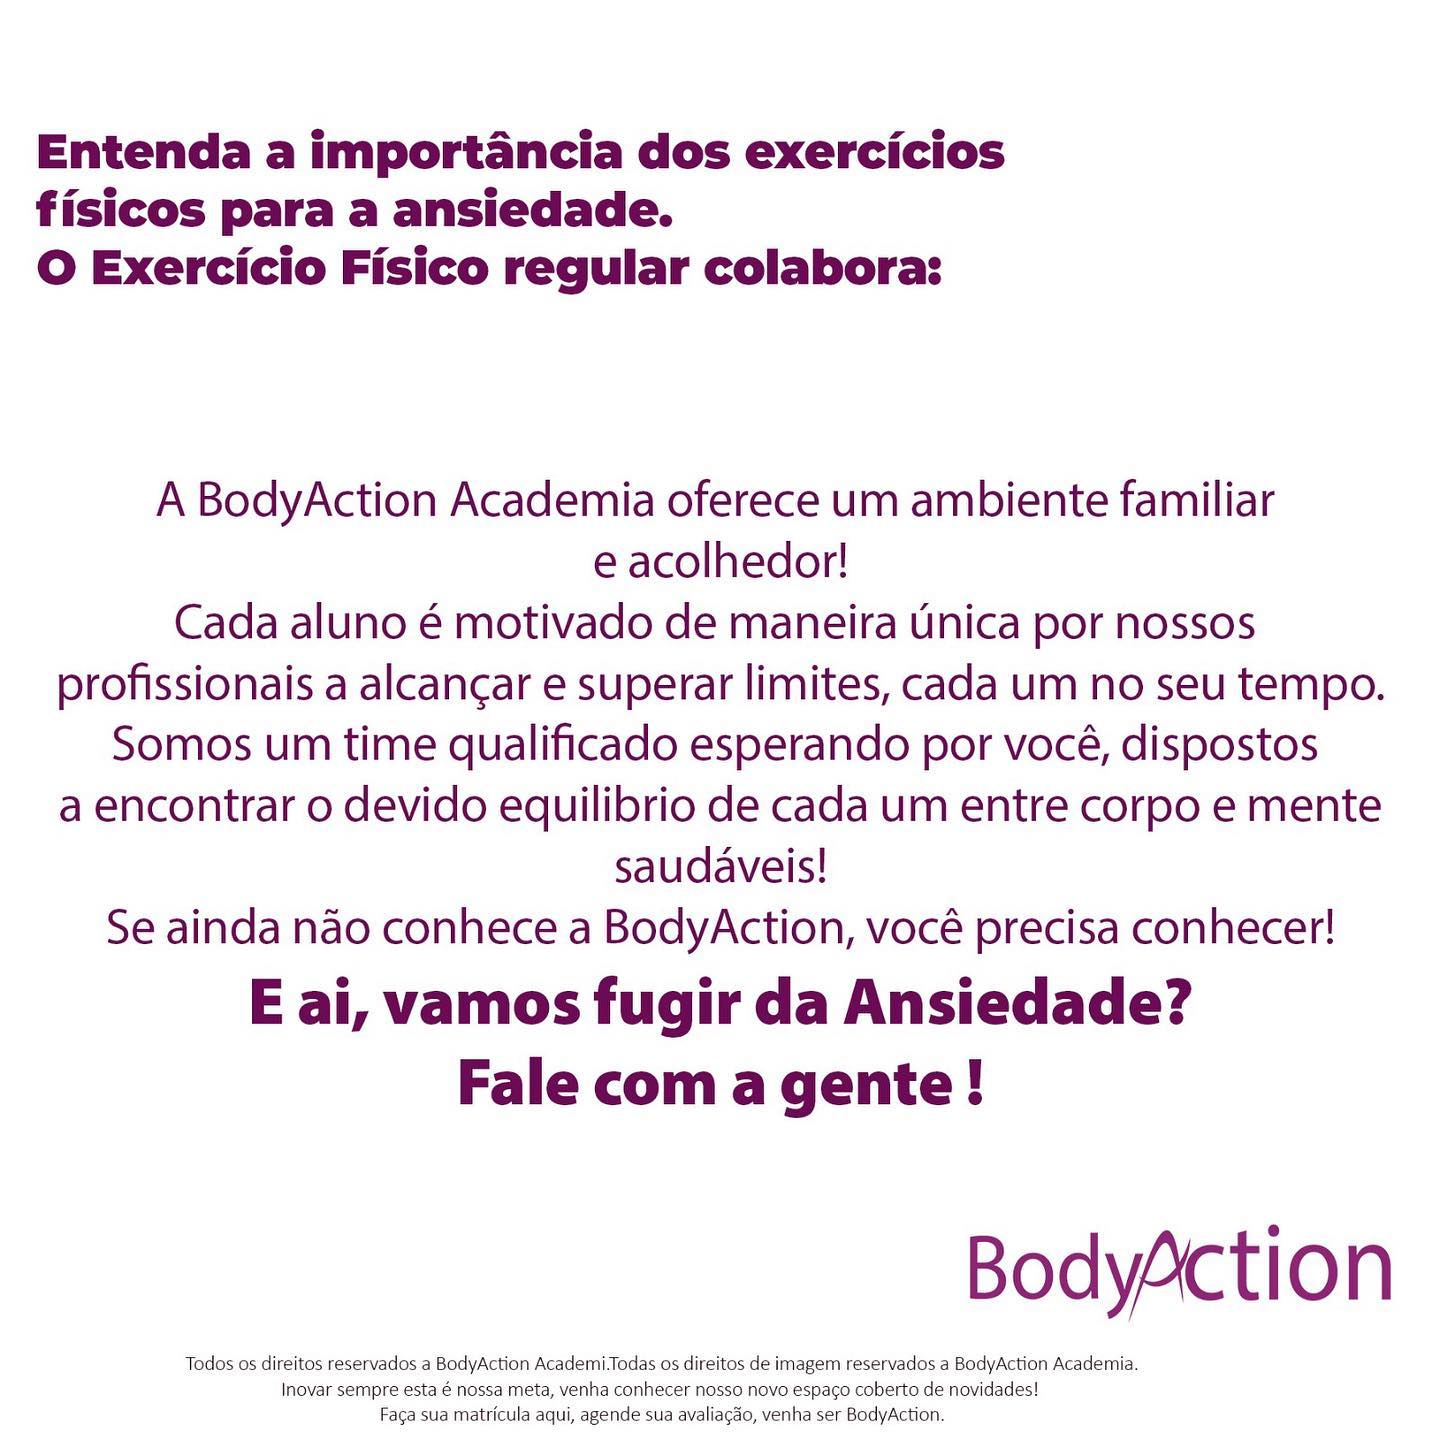 Entenda a importância dos exercícios
físicos para a ansiedade.
O Exercício Físico regular colabora:
A BodyAction Academia oferece um ambiente familiar
e acolhedor!
Cada aluno é motivado de maneira única por nossos
profissionais a alcançar e superar limites, cada um no seu tempo.
Somos um time qualificado esperando por você, dispostos
a encontrar o devido equilibrio de cada um entre corpo e mente
saudáveis!
Se ainda não conhece a BodyAction, você precisa conhecer!
E ai, vamos fugir da Ansiedade?
Fale com a gente !
BodyAction
Todos os direitos reservados a BodyAction Academi.Todas os direitos de imagem reservados a BodyAction Academia.
Inovar sempre esta é nossa meta, venha conhecer nosso novo espaço coberto de novidades!
Faça sua matrícula aqui, agende sua avaliação, venha ser BodyAction.